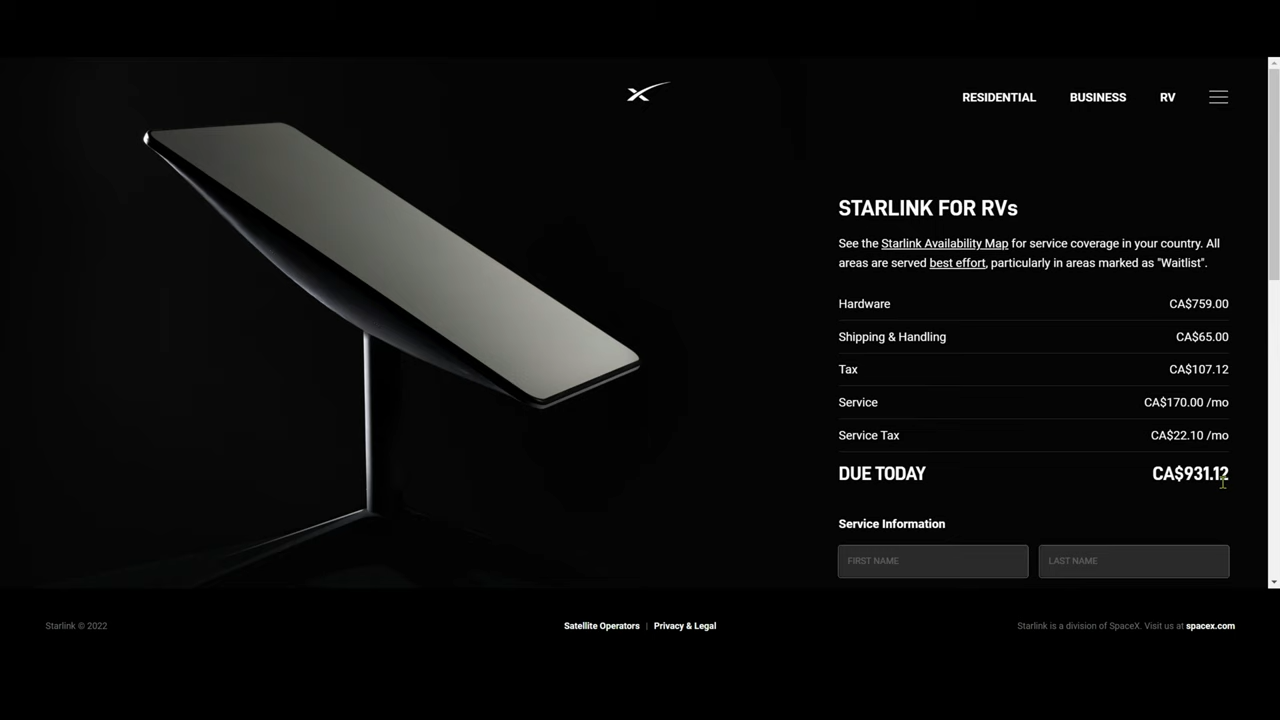 RESIDENTIAL BUSINESS RV
STARLINK FOR RVs
See the Starlink Availability Map for service coverage in your country. All
areas are served best effort, particularly in areas marked as "Waitlist".
Hardware CA$759.00
Shipping & Handling CA$65.00
Tax CA$107.12
Service CA$170.00 /mo
Service Tax CA$22.10 /mo
DUE TODAY CA$931.12
Service Information
FIRST NAME LAST NAME
Starlink © 2022 Satellite Operators | Privacy & Legal Starlink is a division of SpaceX. Visit us at spacex.com